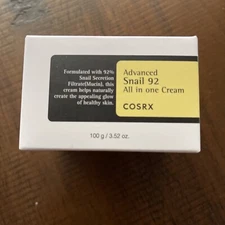 Formulated with 92%
Snail Secretion
Filtrate(Mucin), this
cream helps naturally
create the appealing glow
of healthy skin.
Advanced
Snail 92
All in one Cream
COSRX
100 g / 3.52 oz.